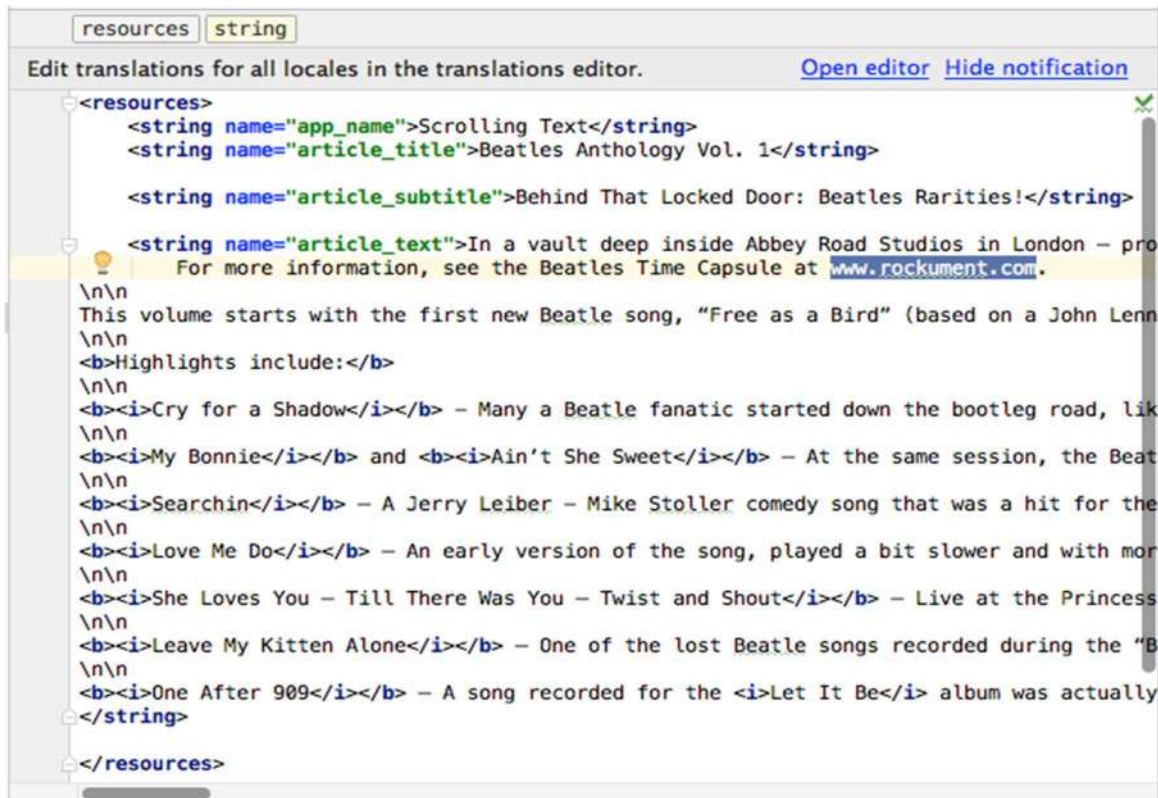 resources string
Edit translations for all locales in the translations editor. Open editor Hide notification
<resources>
<string name="app_name">Scrolling Text</string>
<string name="article_title">Beatles Anthology Vol. 1</string>
<string name="article_subtitle">Behind That Locked Door: Beatles Rarities!</string>
<string name="article_text">In a vault deep inside Abbey Road Studios in London – pro
For more information, see the Beatles Time Capsule at www.rockument.com.
\n\n
This volume starts with the first new Beatle song, “Free as a Bird” (based on a John Lenn
\n\n
<b>Highlights include:</b>
\n\n
<b><i>Cry for a Shadow</i></b> – Many a Beatle fanatic started down the bootleg road, lik
\n\n
<b><i>My Bonnie</i></b> and <b><i>Ain’t She Sweet</i></b> – At the same session, the Beat
\n\n
<b><i>Searchin</i></b> – A Jerry Leiber – Mike Stoller comedy song that was a hit for the
\n\n
<b><i>Love Me Do</i></b> – An early version of the song, played a bit slower and with mor
\n\n
<b><i>She Loves You – Till There Was You – Twist and Shout</i></b> – Live at the Princess
\n\n
<b><i>Leave My Kitten Alone</i></b> – One of the lost Beatle songs recorded during the “B
\n\n
<b><i>One After 909</i></b> – A song recorded for the <i>Let It Be</i> album was actually
</string>
</resources>